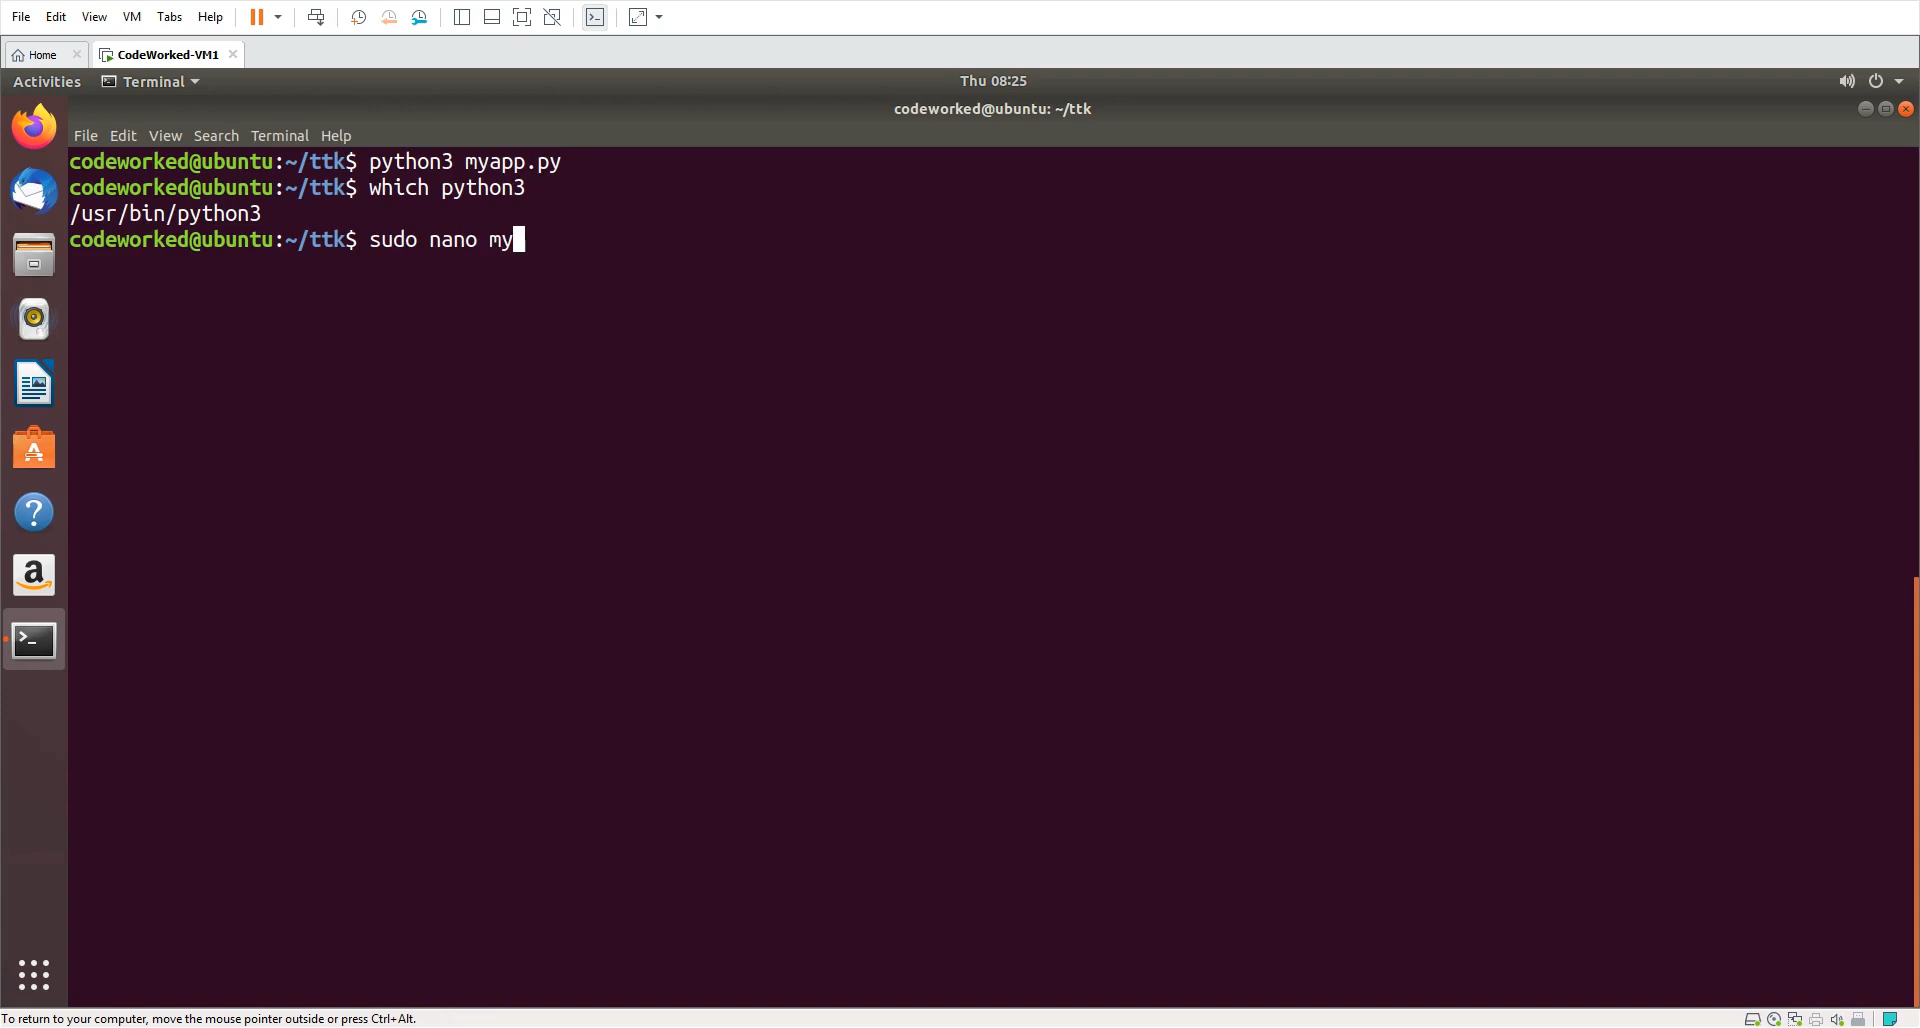 File Edit View VM Tabs Help
Home CodeWorked-VM1
Activities Terminal Thu 08:25
codeworked@ubuntu: ~/ttk
File Edit View Search Terminal Help
codeworked@ubuntu:~/ttk$ python3 myapp.py
codeworked@ubuntu:~/ttk$ which python3
/usr/bin/python3
codeworked@ubuntu:~/ttk$ sudo nano my
To return to your computer, move the mouse pointer outside or press Ctrl+Alt.